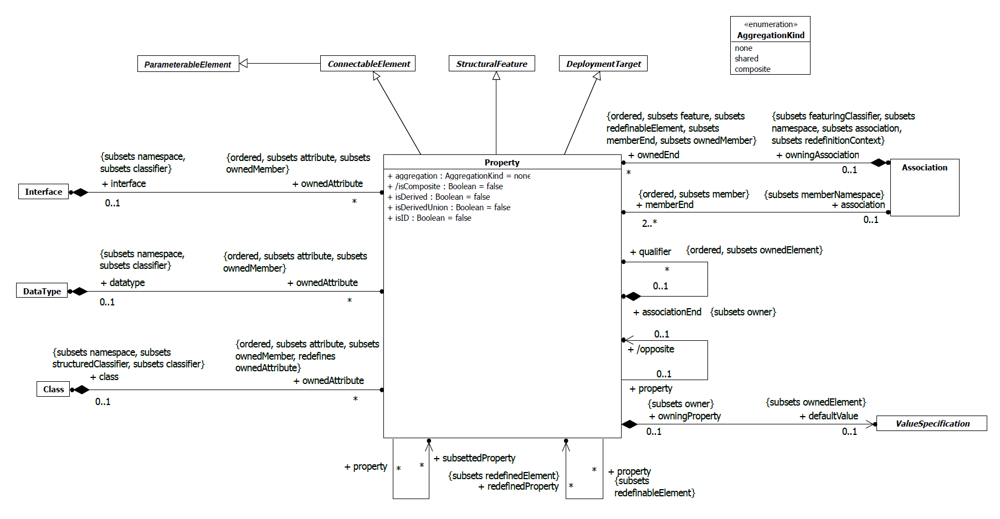 «enumeration»
AggregationKind
none
shared
composite
ParameterableElement
ConnectableElement
StructuralFeature
DeploymentTarget
{ordered, subsets feature, subsets
redefinableElement, subsets
memberEnd, subsets ownedMember}
+ ownedEnd
*
{subsets featuringClassifier, subsets
namespace, subsets association,
subsets redefinitionContext}
+ owningAssociation
0..1
Association
{subsets namespace,
subsets classifier}
+ interface
0..1
{ordered, subsets attribute, subsets
ownedMember}
+ ownedAttribute
*
Interface
Property
+ aggregation : AggregationKind = none
+ /isComposite : Boolean = false
+ isDerived : Boolean = false
+ isDerivedUnion : Boolean = false
+ isID : Boolean = false
{ordered, subsets member}
+ memberEnd
2..*
{subsets memberNamespace}
+ association
0..1
{subsets namespace,
subsets classifier}
+ datatype
0..1
{ordered, subsets attribute, subsets
ownedMember}
+ ownedAttribute
*
DataType
+ qualifier
{ordered, subsets ownedElement}
*
0..1
+ associationEnd
{subsets owner}
0..1
+ /opposite
0..1
+ property
{subsets namespace, subsets
structuredClassifier, subsets classifier}
+ class
0..1
{ordered, subsets attribute, subsets
ownedMember, redefines
ownedAttribute}
+ ownedAttribute
*
Class
{subsets owner}
+ owningProperty
0..1
{subsets ownedElement}
+ defaultValue
0..1
ValueSpecification
+ property
*
*
+ subsettedProperty
{subsets redefinedElement}
+ redefinedProperty
*
*
+ property
{subsets
redefinableElement}